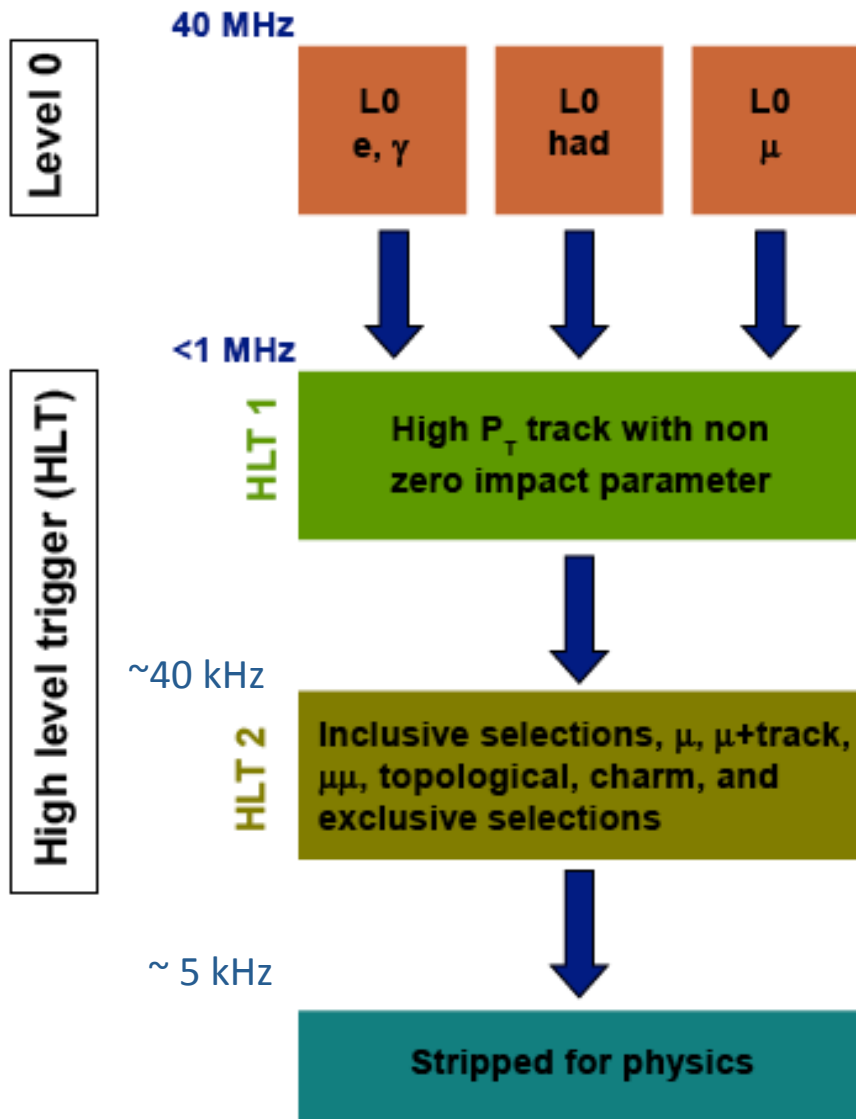 40 MHz
Level 0
L0
e, γ
L0
had
L0
μ
<1 MHz
High level trigger (HLT)
HLT 1
High P_T track with non
zero impact parameter
~40 kHz
HLT 2
Inclusive selections, μ, μ+track,
μμ, topological, charm, and
exclusive selections
~ 5 kHz
Stripped for physics